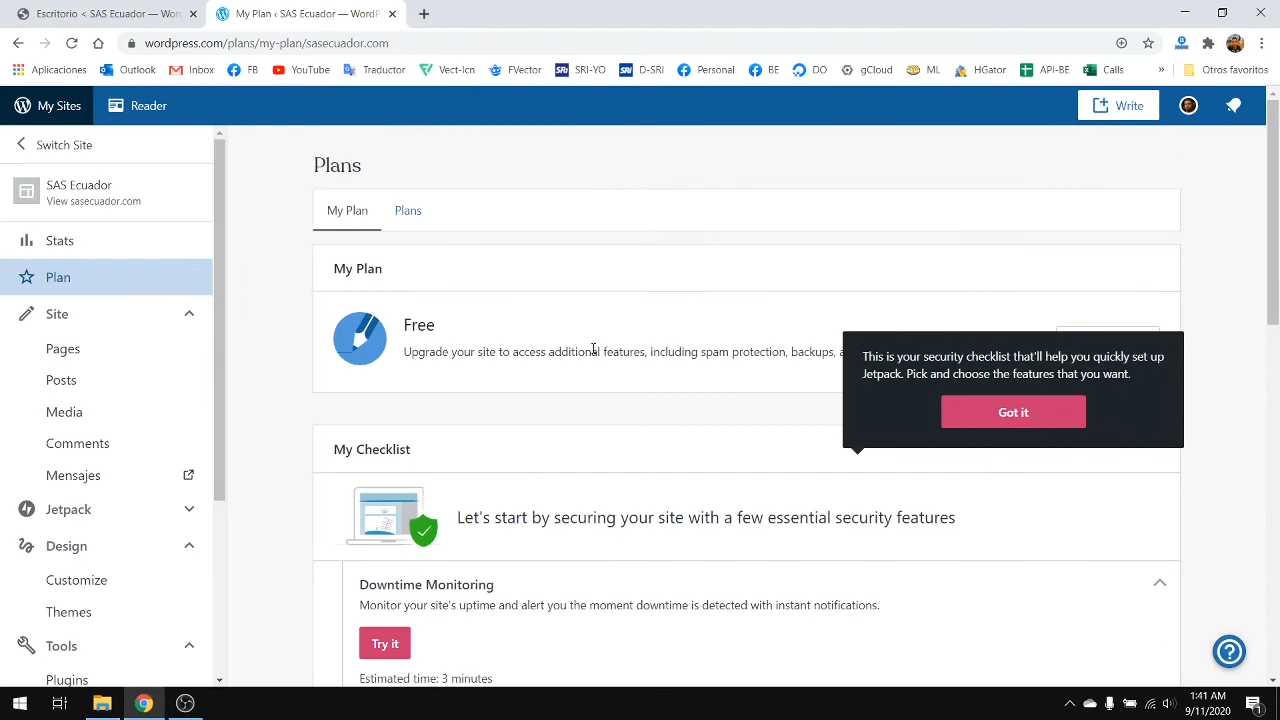 Escritorio < SAS Ecuador — Wor
My Plan < SAS Ecuador — WordP
wordpress.com/plans/my-plan/sasecuador.com
Aplicaciones Outlook Inbox FB YouTube Traductor Vect-Icn FVector SRI-YO D-SRI Personal BE DO gCloud ML HGator API-BE Calls » Otros favoritos
My Sites Reader Write
Switch Site
SAS Ecuador
View sasecuador.com
Stats
Plan
Site
Pages
Posts
Media
Comments
Mensajes
Jetpack
Design
Customize
Themes
Tools
Plugins
Plans
My Plan Plans
My Plan
Free
Upgrade your site to access additional features, including spam protection, backups,
This is your security checklist that'll help you quickly set up
Jetpack. Pick and choose the features that you want.
Got it
My Checklist
Let's start by securing your site with a few essential security features
Downtime Monitoring
Monitor your site's uptime and alert you the moment downtime is detected with instant notifications.
Try it
Estimated time: 3 minutes
1:41 AM
9/11/2020